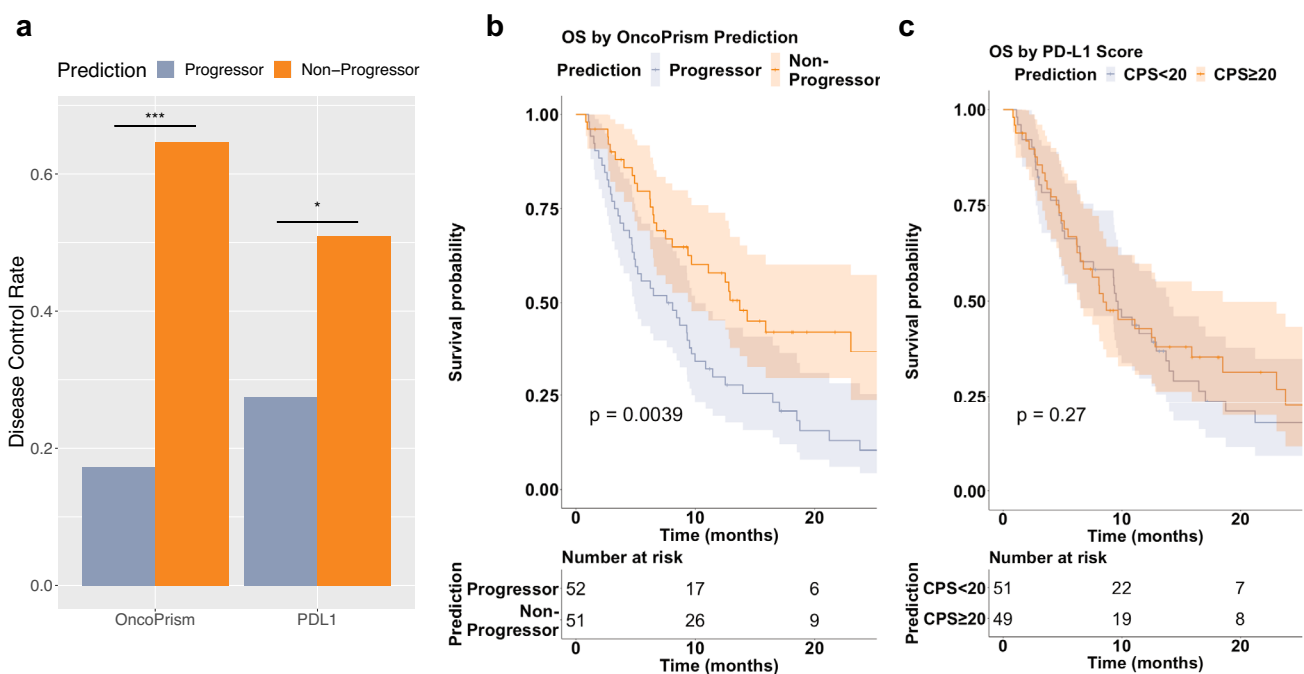 a
Prediction Progressor Non-Progressor
***
*
0.6
0.4
0.2
0.0
Disease Control Rate
OncoPrism PDL1
b
OS by OncoPrism Prediction
Prediction Progressor Non-
Progressor
1.00
0.75
0.50
0.25
0.00
Survival probability
p = 0.0039
0 10 20
Time (months)
Number at risk
Prediction
Progressor 52 17 6
Non-
Progressor 51 26 9
0 10 20
Time (months)
c
OS by PD-L1 Score
Prediction CPS<20 CPS≥20
1.00
0.75
0.50
0.25
0.00
Survival probability
p = 0.27
0 10 20
Time (months)
Number at risk
Prediction
CPS<20 51 22 7
CPS≥20 49 19 8
0 10 20
Time (months)